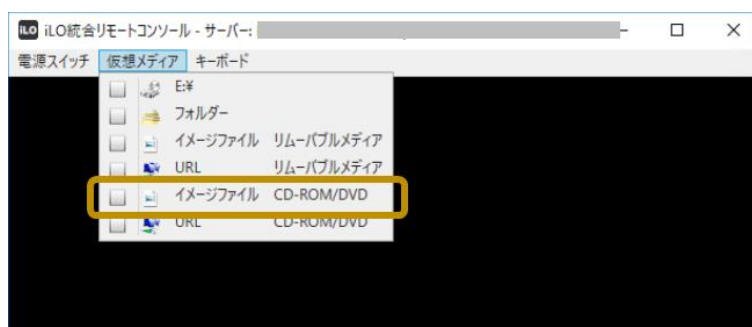 iLO iLO統合リモートコンソール - サーバー:
電源スイッチ 仮想メディア キーボード
E:¥
フォルダー
イメージファイル リムーバブルメディア
URL リムーバブルメディア
イメージファイル CD-ROM/DVD
URL CD-ROM/DVD